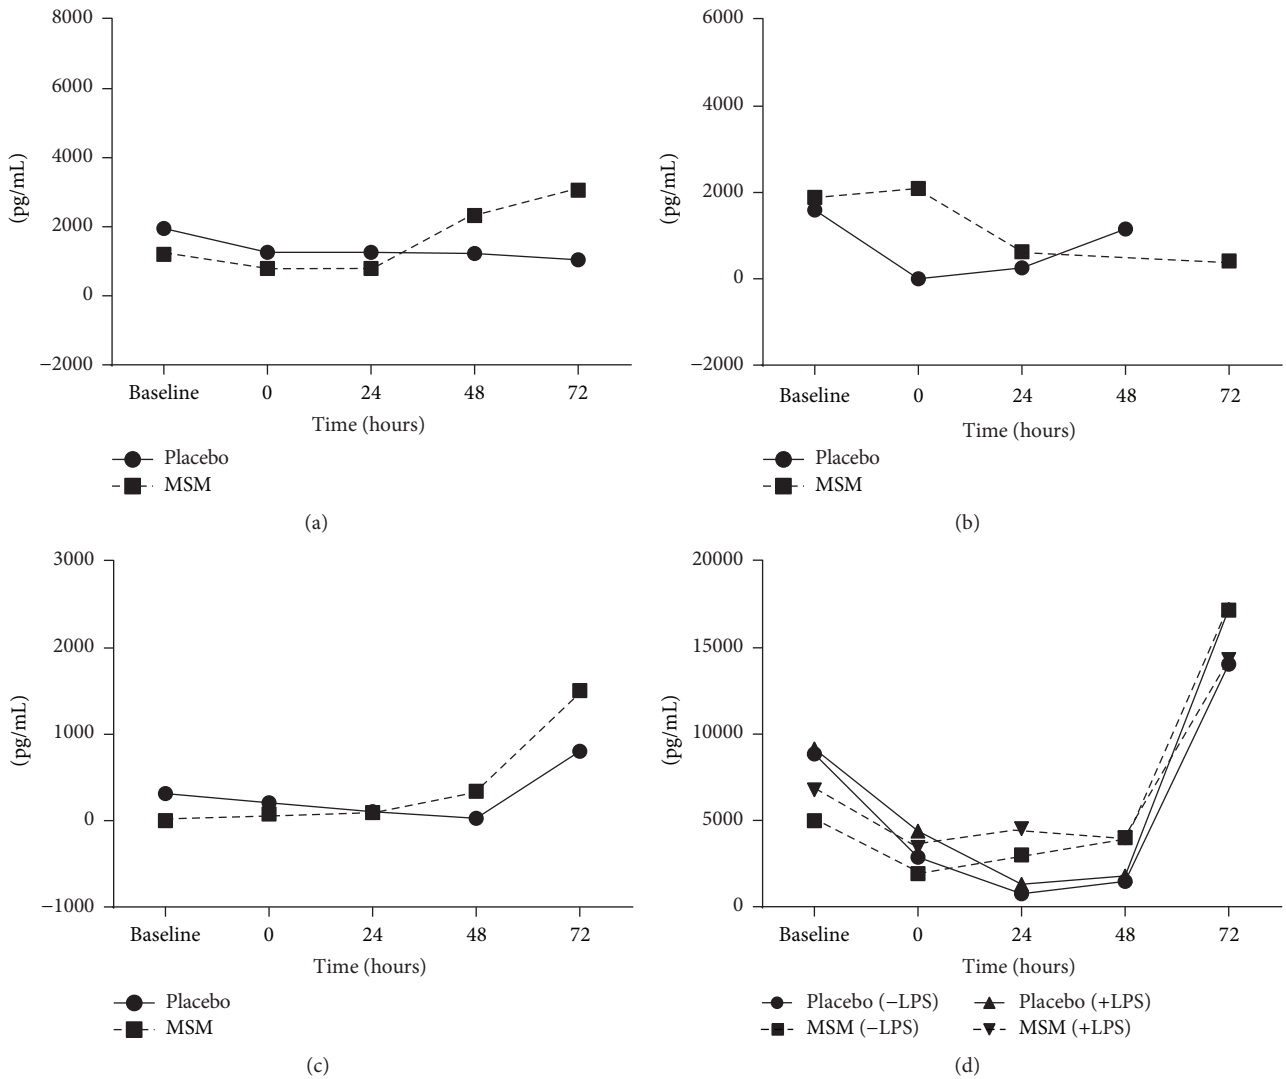 8000
6000
4000
2000
0
−2000
(pg/mL)
Baseline 0 24 48 72
Time (hours)
Placebo
MSM
(a)
6000
4000
2000
0
−2000
(pg/mL)
Baseline 0 24 48 72
Time (hours)
Placebo
MSM
(b)
3000
2000
1000
0
−1000
(pg/mL)
Baseline 0 24 48 72
Time (hours)
Placebo
MSM
(c)
20000
15000
10000
5000
0
(pg/mL)
Baseline 0 24 48 72
Time (hours)
Placebo (−LPS) Placebo (+LPS)
MSM (−LPS) MSM (+LPS)
(d)